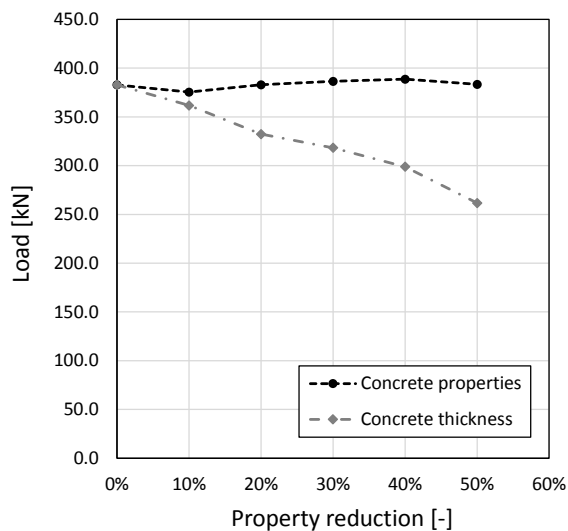 450.0
400.0
350.0
300.0
250.0
200.0
150.0
100.0
50.0
0.0
Load [kN]
Concrete properties
Concrete thickness
0% 10% 20% 30% 40% 50% 60%
Property reduction [-]